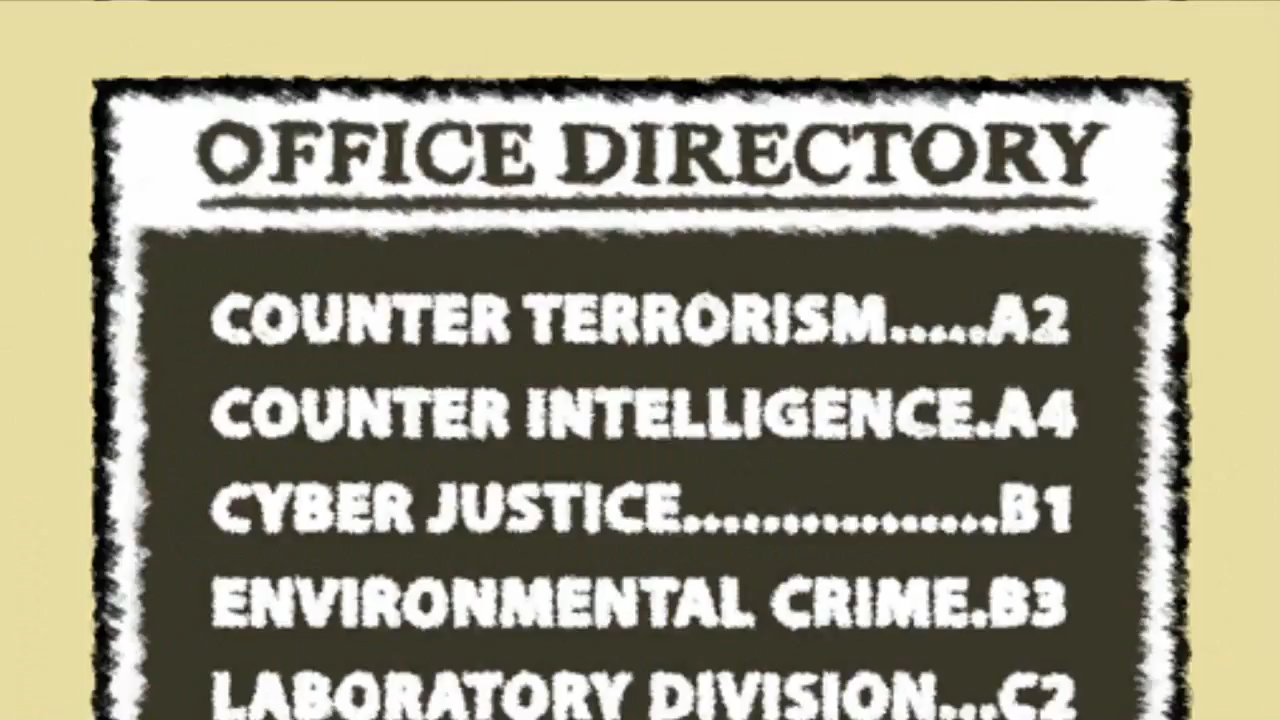 OFFICE DIRECTORY
COUNTER TERRORISM.....A2
COUNTER INTELLIGENCE.A4
CYBER JUSTICE................B1
ENVIRONMENTAL CRIME.B3
LABORATORY DIVISION...C2